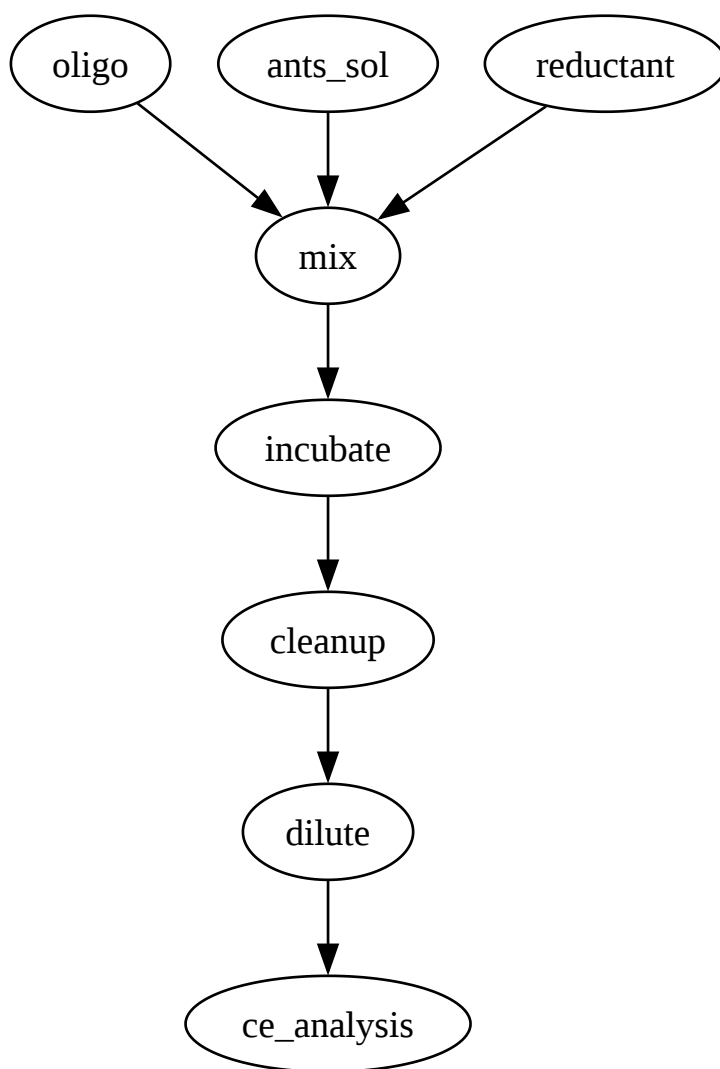 oligo ants_sol reductant
mix
incubate
cleanup
dilute
ce_analysis